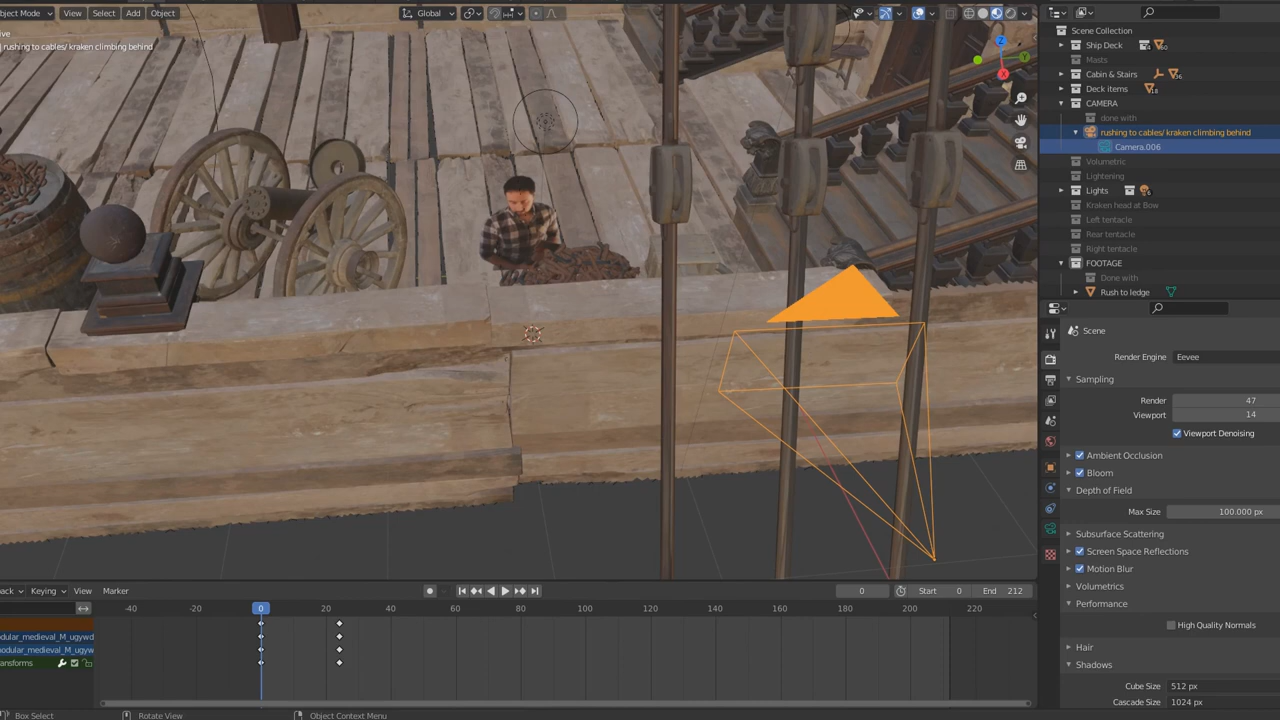 bject Mode View Select Add Object Global
ive
| rushing to cables/ kraken climbing behind
Z
Y
X
Scene Collection
Ship Deck
Masts
Cabin & Stairs
Deck items 18
CAMERA
done with
rushing to cables/ kraken climbing behind
Camera.006
Volumetric
Lightening
Lights
Kraken head at Bow
Left tentacle
Rear tentacle
Right tentacle
FOOTAGE
Done with
Rush to ledge
Scene
Render Engine Eevee
Sampling
Render 47
Viewport 14
Viewport Denoising
Ambient Occlusion
Bloom
Depth of Field
Max Size 100.000 px
Subsurface Scattering
Screen Space Reflections
Motion Blur
Volumetrics
Performance
High Quality Normals
Hair
Shadows
Cube Size 512 px
Cascade Size 1024 px
back Keying View Marker 0 Start 0 End 212
-40 -20 0 20 40 60 80 100 120 140 160 180 200 220
odular_medieval_M_ugywd
odular_medieval_M_ugyw
ansforms
Box Select Rotate View Object Context Menu